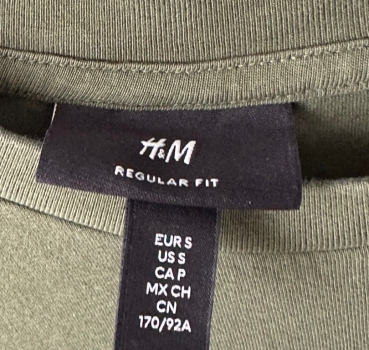 H&M
REGULAR FIT
EUR S
US S
CA P
MX CH
CN
170/92A